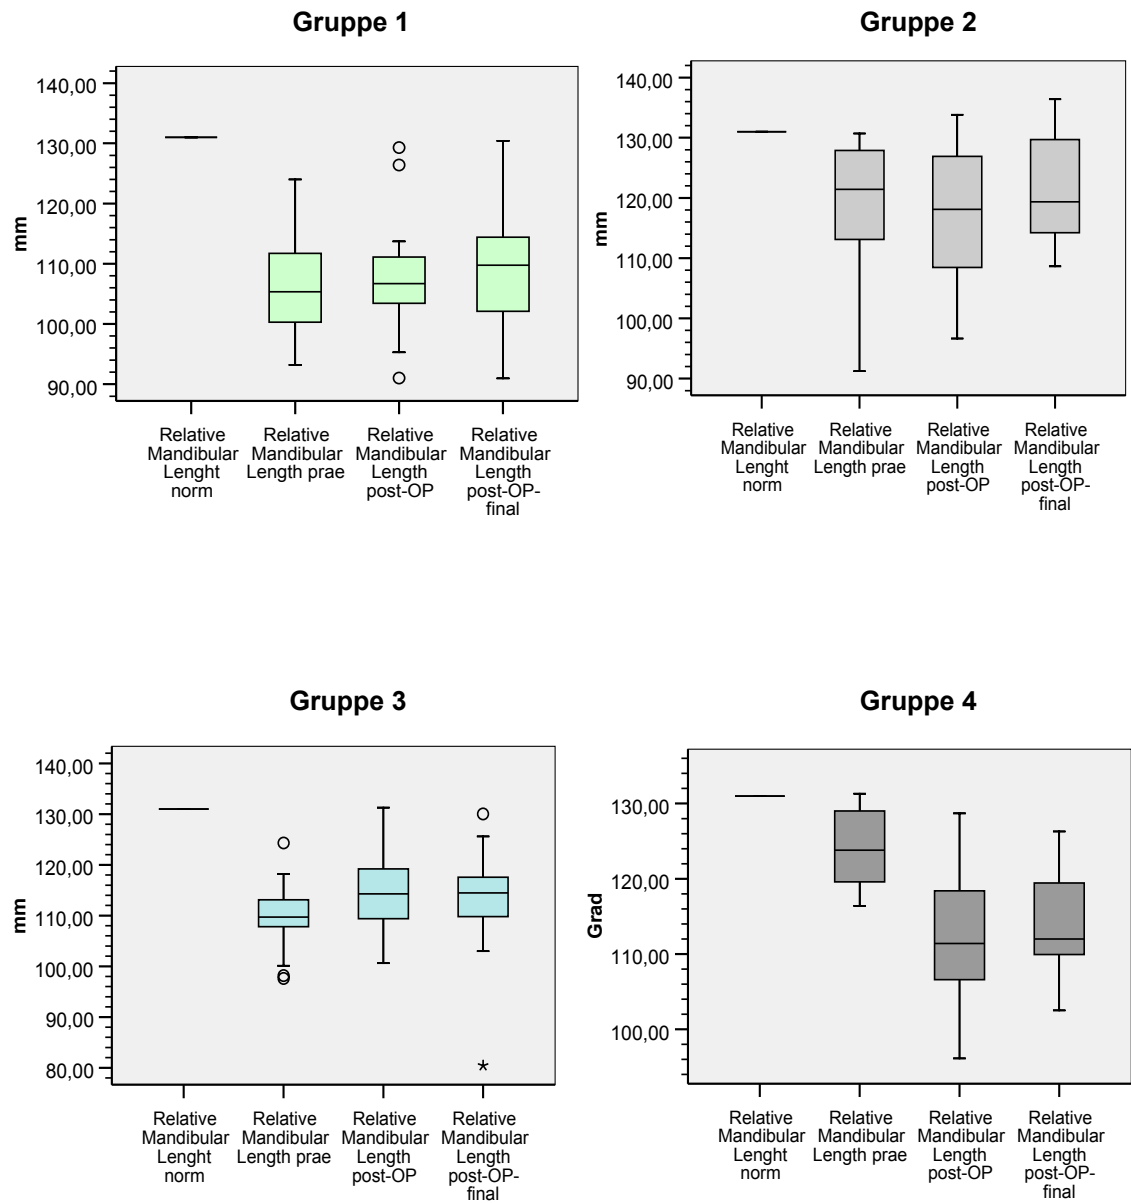 Gruppe 1
mm
140,00
130,00
120,00
110,00
100,00
90,00
Relative
Mandibular
Lenght
norm
Relative
Mandibular
Length prae
Relative
Mandibular
Length
post-OP
Relative
Mandibular
Length
post-OP-
final
Gruppe 2
mm
140,00
130,00
120,00
110,00
100,00
90,00
Relative
Mandibular
Lenght
norm
Relative
Mandibular
Length prae
Relative
Mandibular
Length
post-OP
Relative
Mandibular
Length
post-OP-
final
Gruppe 3
mm
140,00
130,00
120,00
110,00
100,00
90,00
80,00
Relative
Mandibular
Lenght
norm
Relative
Mandibular
Length prae
Relative
Mandibular
Length
post-OP
Relative
Mandibular
Length
post-OP-
final
Gruppe 4
Grad
130,00
120,00
110,00
100,00
Relative
Mandibular
Lenght
norm
Relative
Mandibular
Length prae
Relative
Mandibular
Length
post-OP
Relative
Mandibular
Length
post-OP-
final